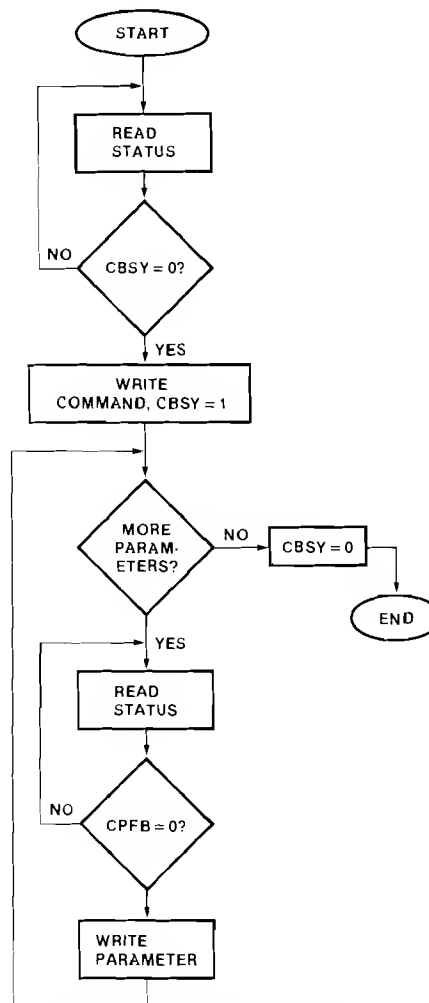 START
READ
STATUS
NO
CBSY = 0?
YES
WRITE
COMMAND, CBSY = 1
MORE
PARAM-
ETERS?
NO
CBSY = 0
END
YES
READ
STATUS
NO
CPFB = 0?
WRITE
PARAMETER